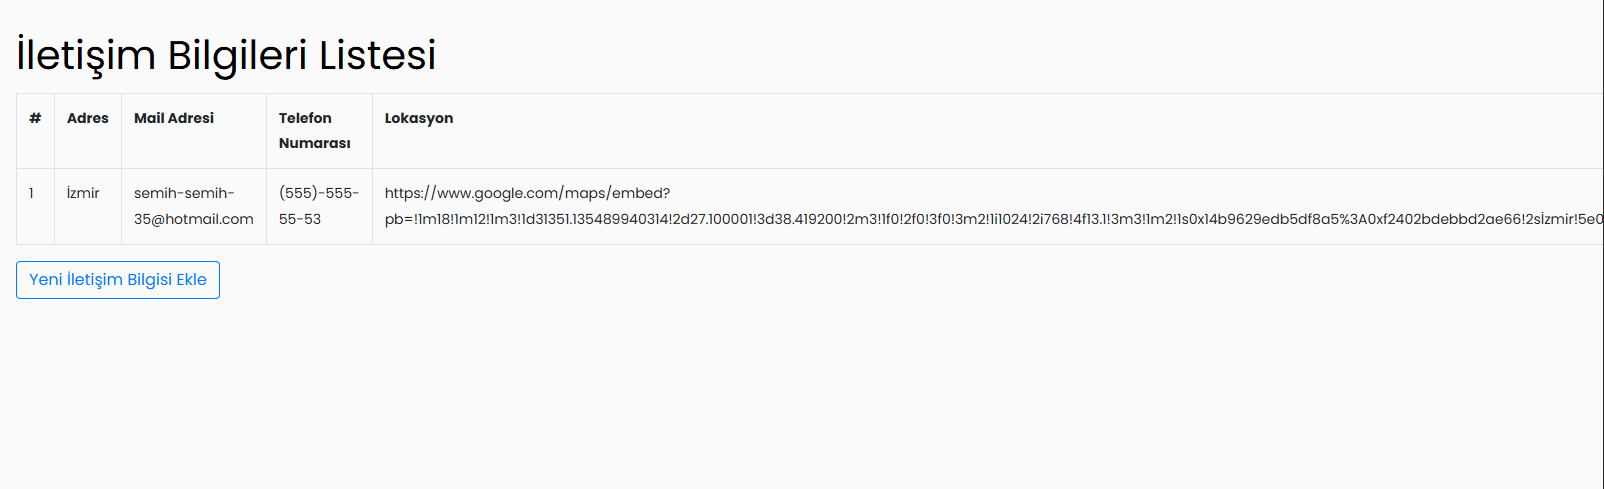 İletişim Bilgileri Listesi
# Adres Mail Adresi Telefon Numarası Lokasyon
1 İzmir semih-semih-35@hotmail.com (555)-555-55-53 https://www.google.com/maps/embed?
pb=!1m18!1m12!1m3!1d31351.135489940314!2d27.100001!3d38.419200!2m3!1f0!2f0!3f0!3m2!1i1024!2i768!4f13.1!3m3!1m2!1s0x14b9629edb5df8a5%3A0xf2402bdebbd2ae66!2sİzmir!5e0
Yeni İletişim Bilgisi Ekle